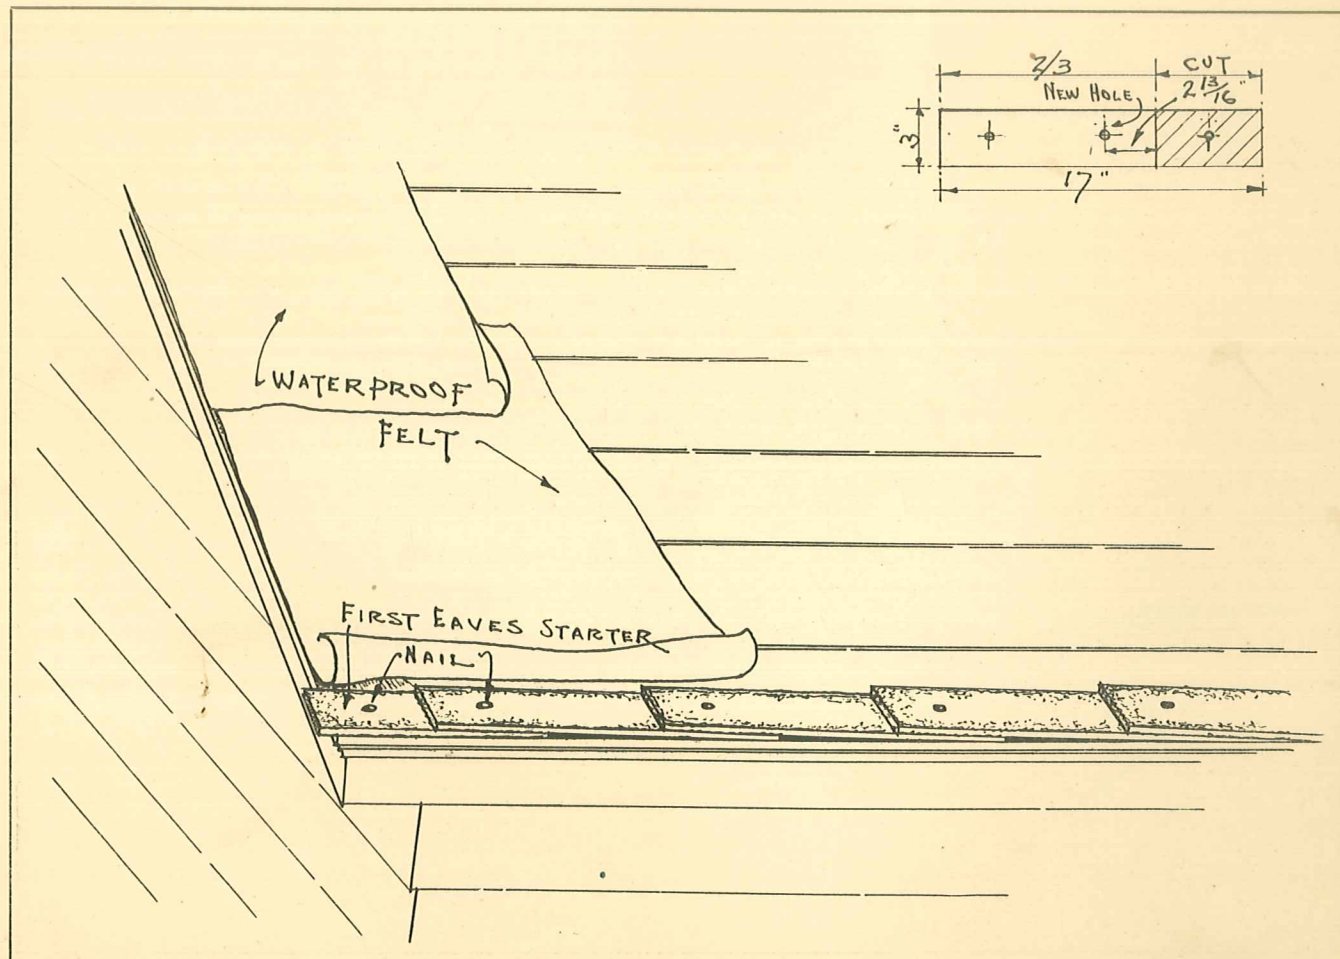 2/3
CUT
NEW HOLE
2 13/16"
3"
17"
WATERPROOF
FELT
FIRST EAVES STARTER
NAIL